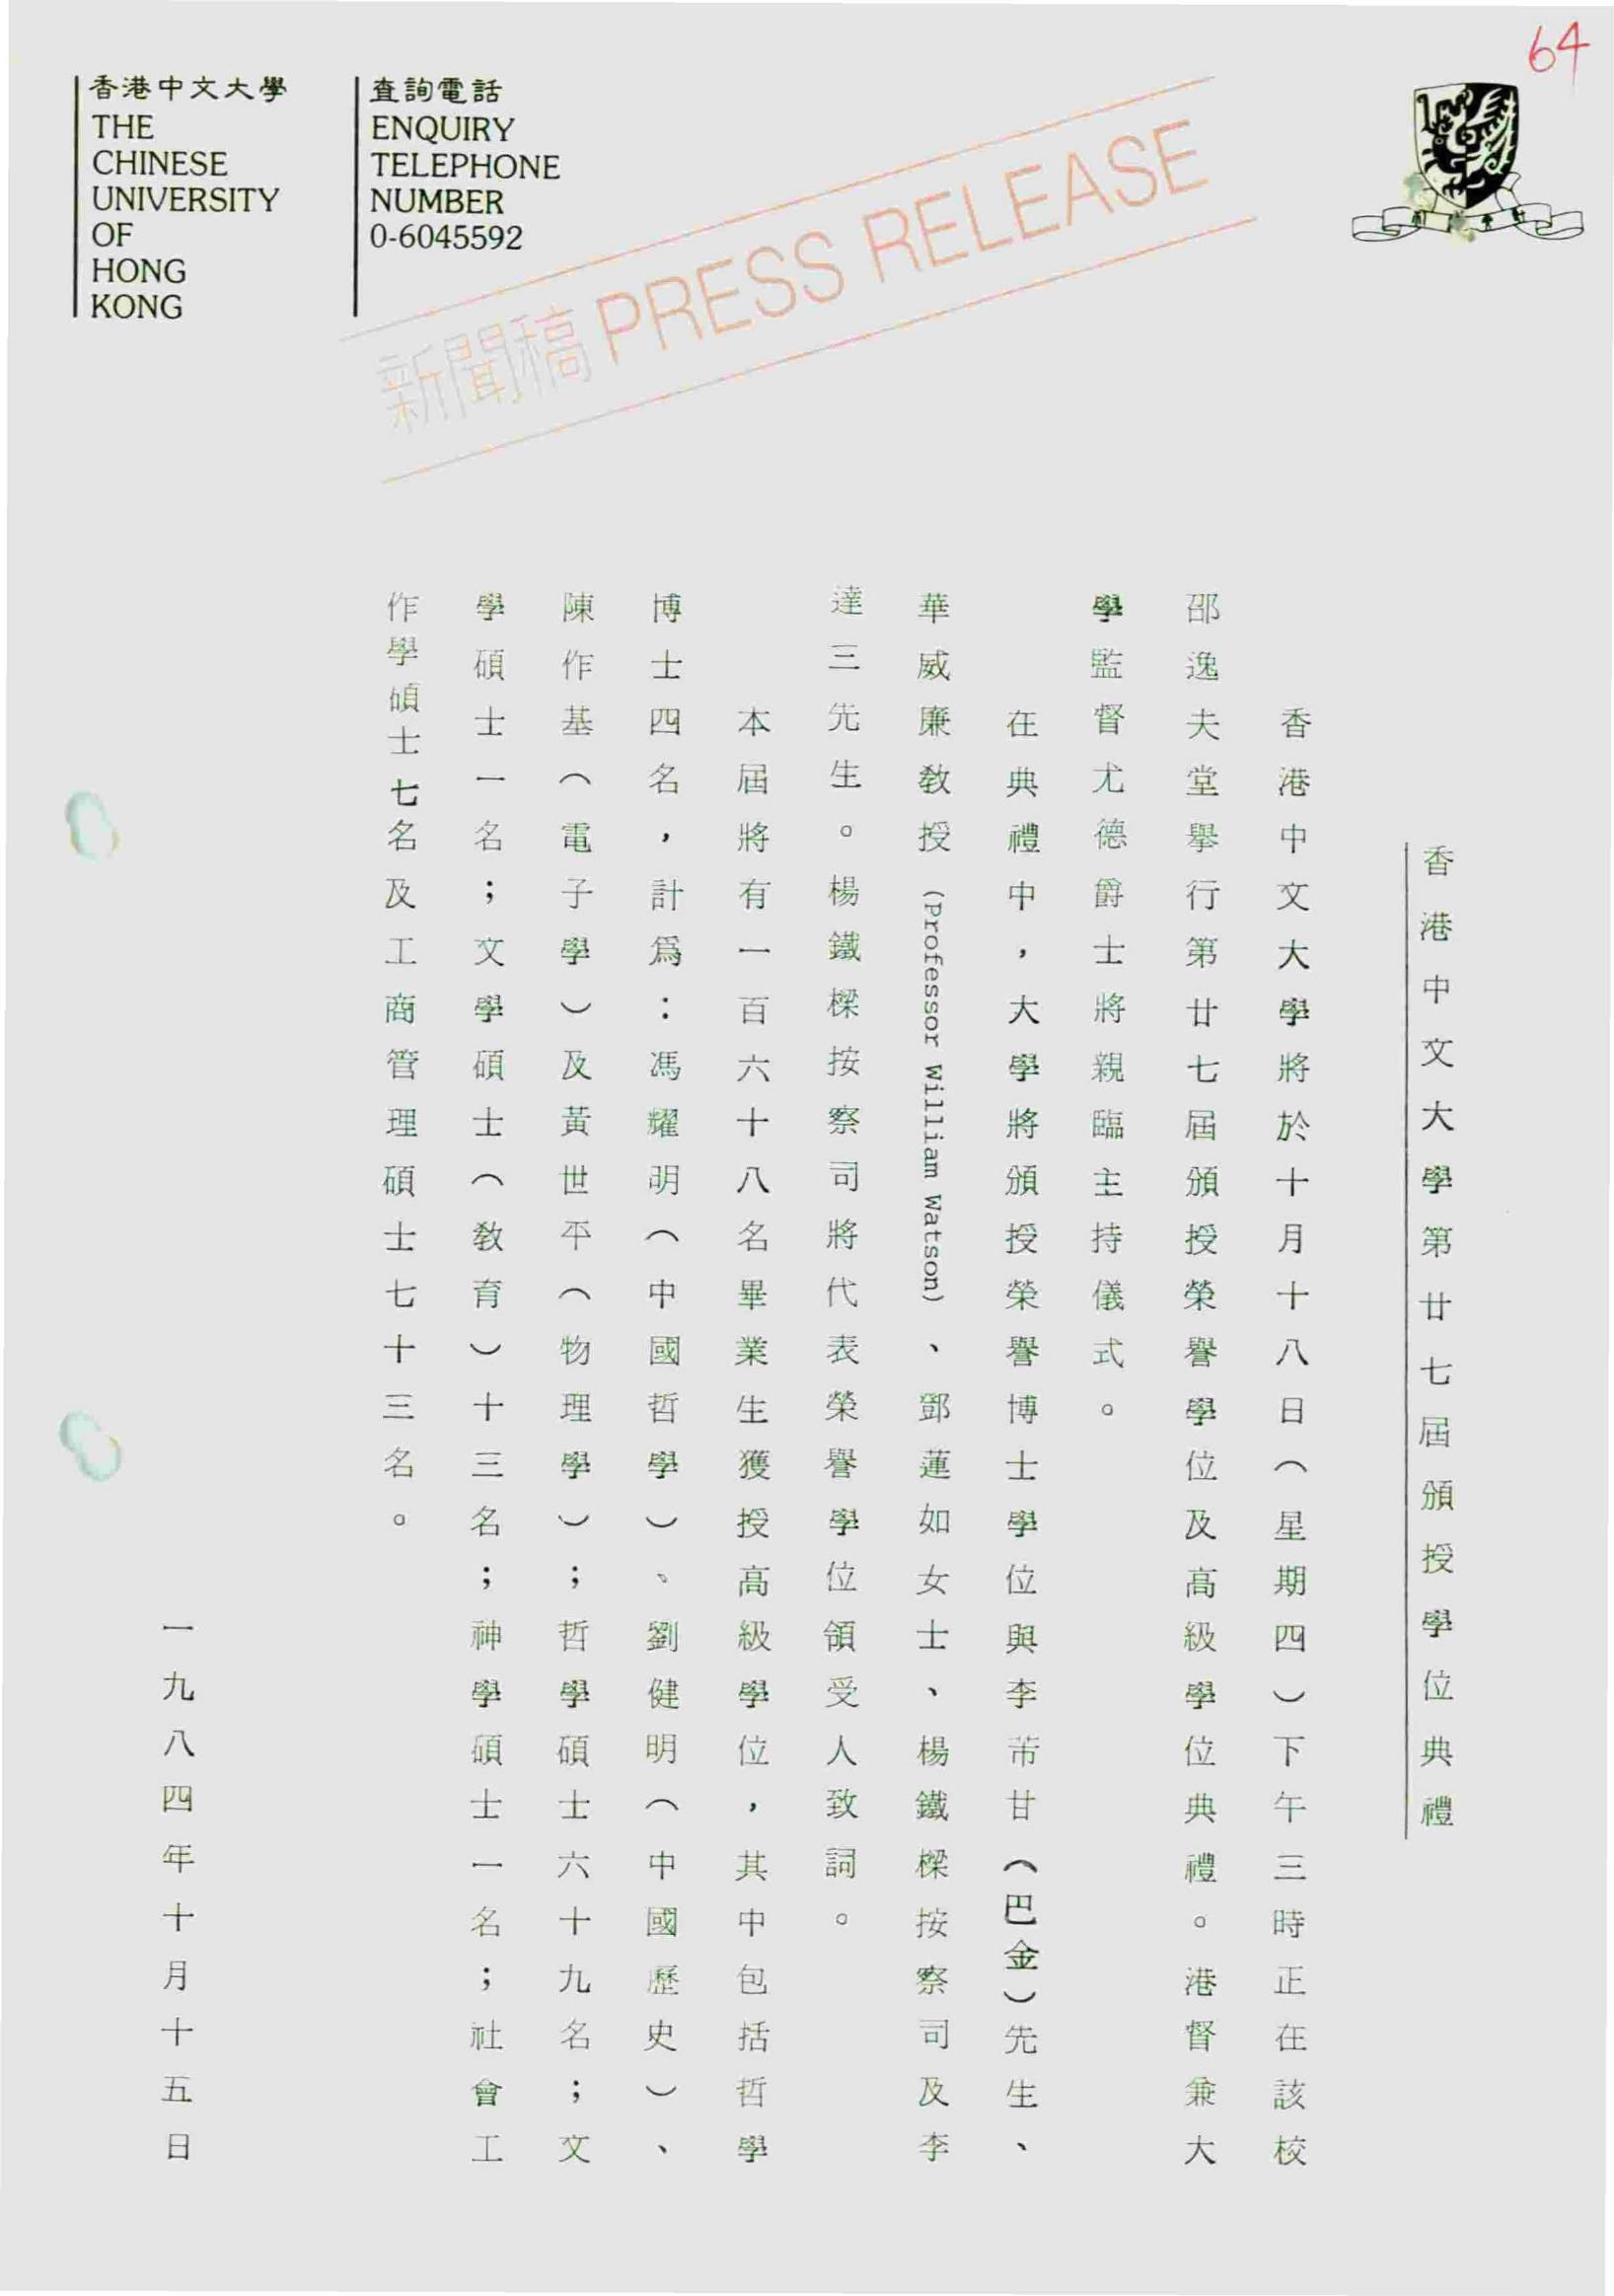 64
香港中文大學
THE
CHINESE
UNIVERSITY
OF
HONG
KONG
查詢電話
ENQUIRY
TELEPHONE
NUMBER
0-6045592
新聞稿 PRESS RELEASE
香港中文大學第廿七屆頒授學位典禮
香港中文大學將於十月十八日（星期四）下午三時正在該校
邵逸夫堂舉行第廿七屆頒授榮譽學位及高級學位典禮。港督兼大
學監督尤德爵士將親臨主持儀式。
在典禮中，大學將頒授榮譽博士學位與李芾甘（巴金）先生、
華威廉教授 (Professor William Watson)、鄧蓮如女士、楊鐵樑按察司及李
達三先生。楊鐵樑按察司將代表榮譽學位領受人致詞。
本屆將有一百六十八名畢業生獲授高級學位，其中包括哲學
博士四名，計爲：馮耀明（中國哲學）、劉健明（中國歷史）、
陳作基（電子學）及黃世平（物理學）；哲學碩士六十九名；文
學碩士一名；文學碩士（教育）十三名；神學碩士一名；社會工
作學碩士七名及工商管理碩士七十三名。
一九八四年十月十五日